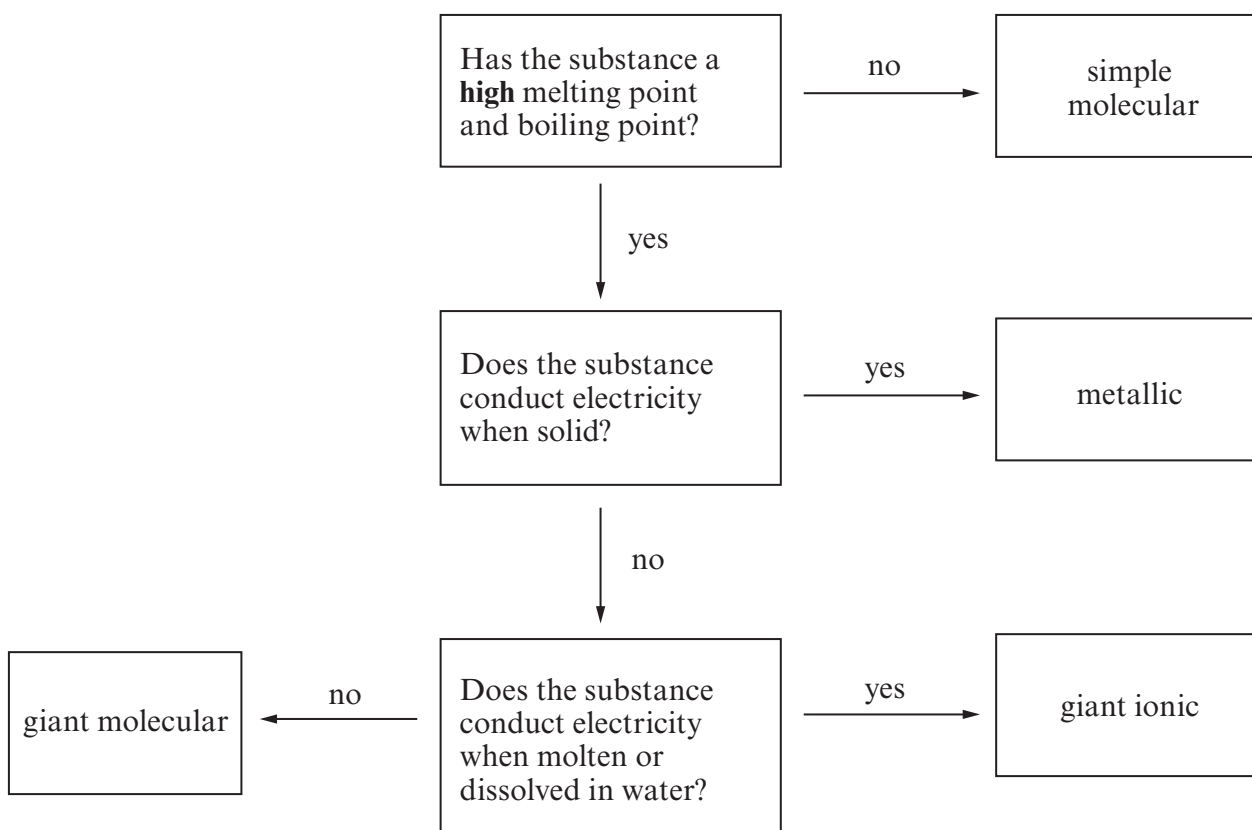 Has the substance a
high melting point
and boiling point?
no
simple
molecular
yes
Does the substance
conduct electricity
when solid?
yes
metallic
no
giant molecular
no
Does the substance
conduct electricity
when molten or
dissolved in water?
yes
giant ionic